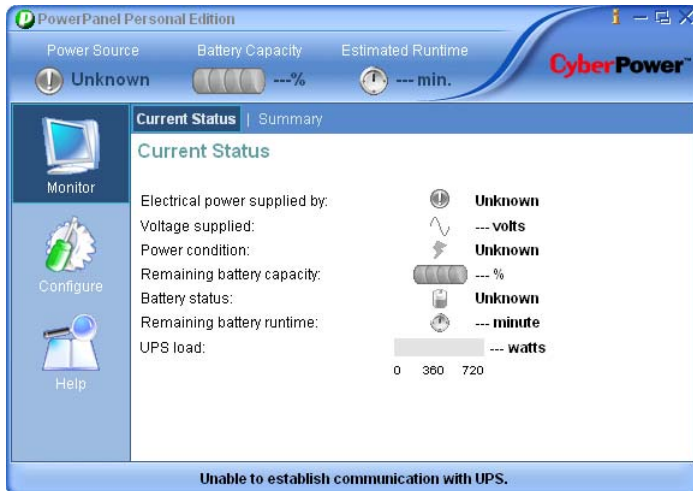 PowerPanel Personal Edition
Power Source Battery Capacity Estimated Runtime
Unknown ---% --- min.
CyberPower
Monitor
Configure
Help
Current Status | Summary
Current Status
Electrical power supplied by: Unknown
Voltage supplied: --- volts
Power condition: Unknown
Remaining battery capacity: --- %
Battery status: Unknown
Remaining battery runtime: --- minute
UPS load: --- watts
0 360 720
Unable to establish communication with UPS.